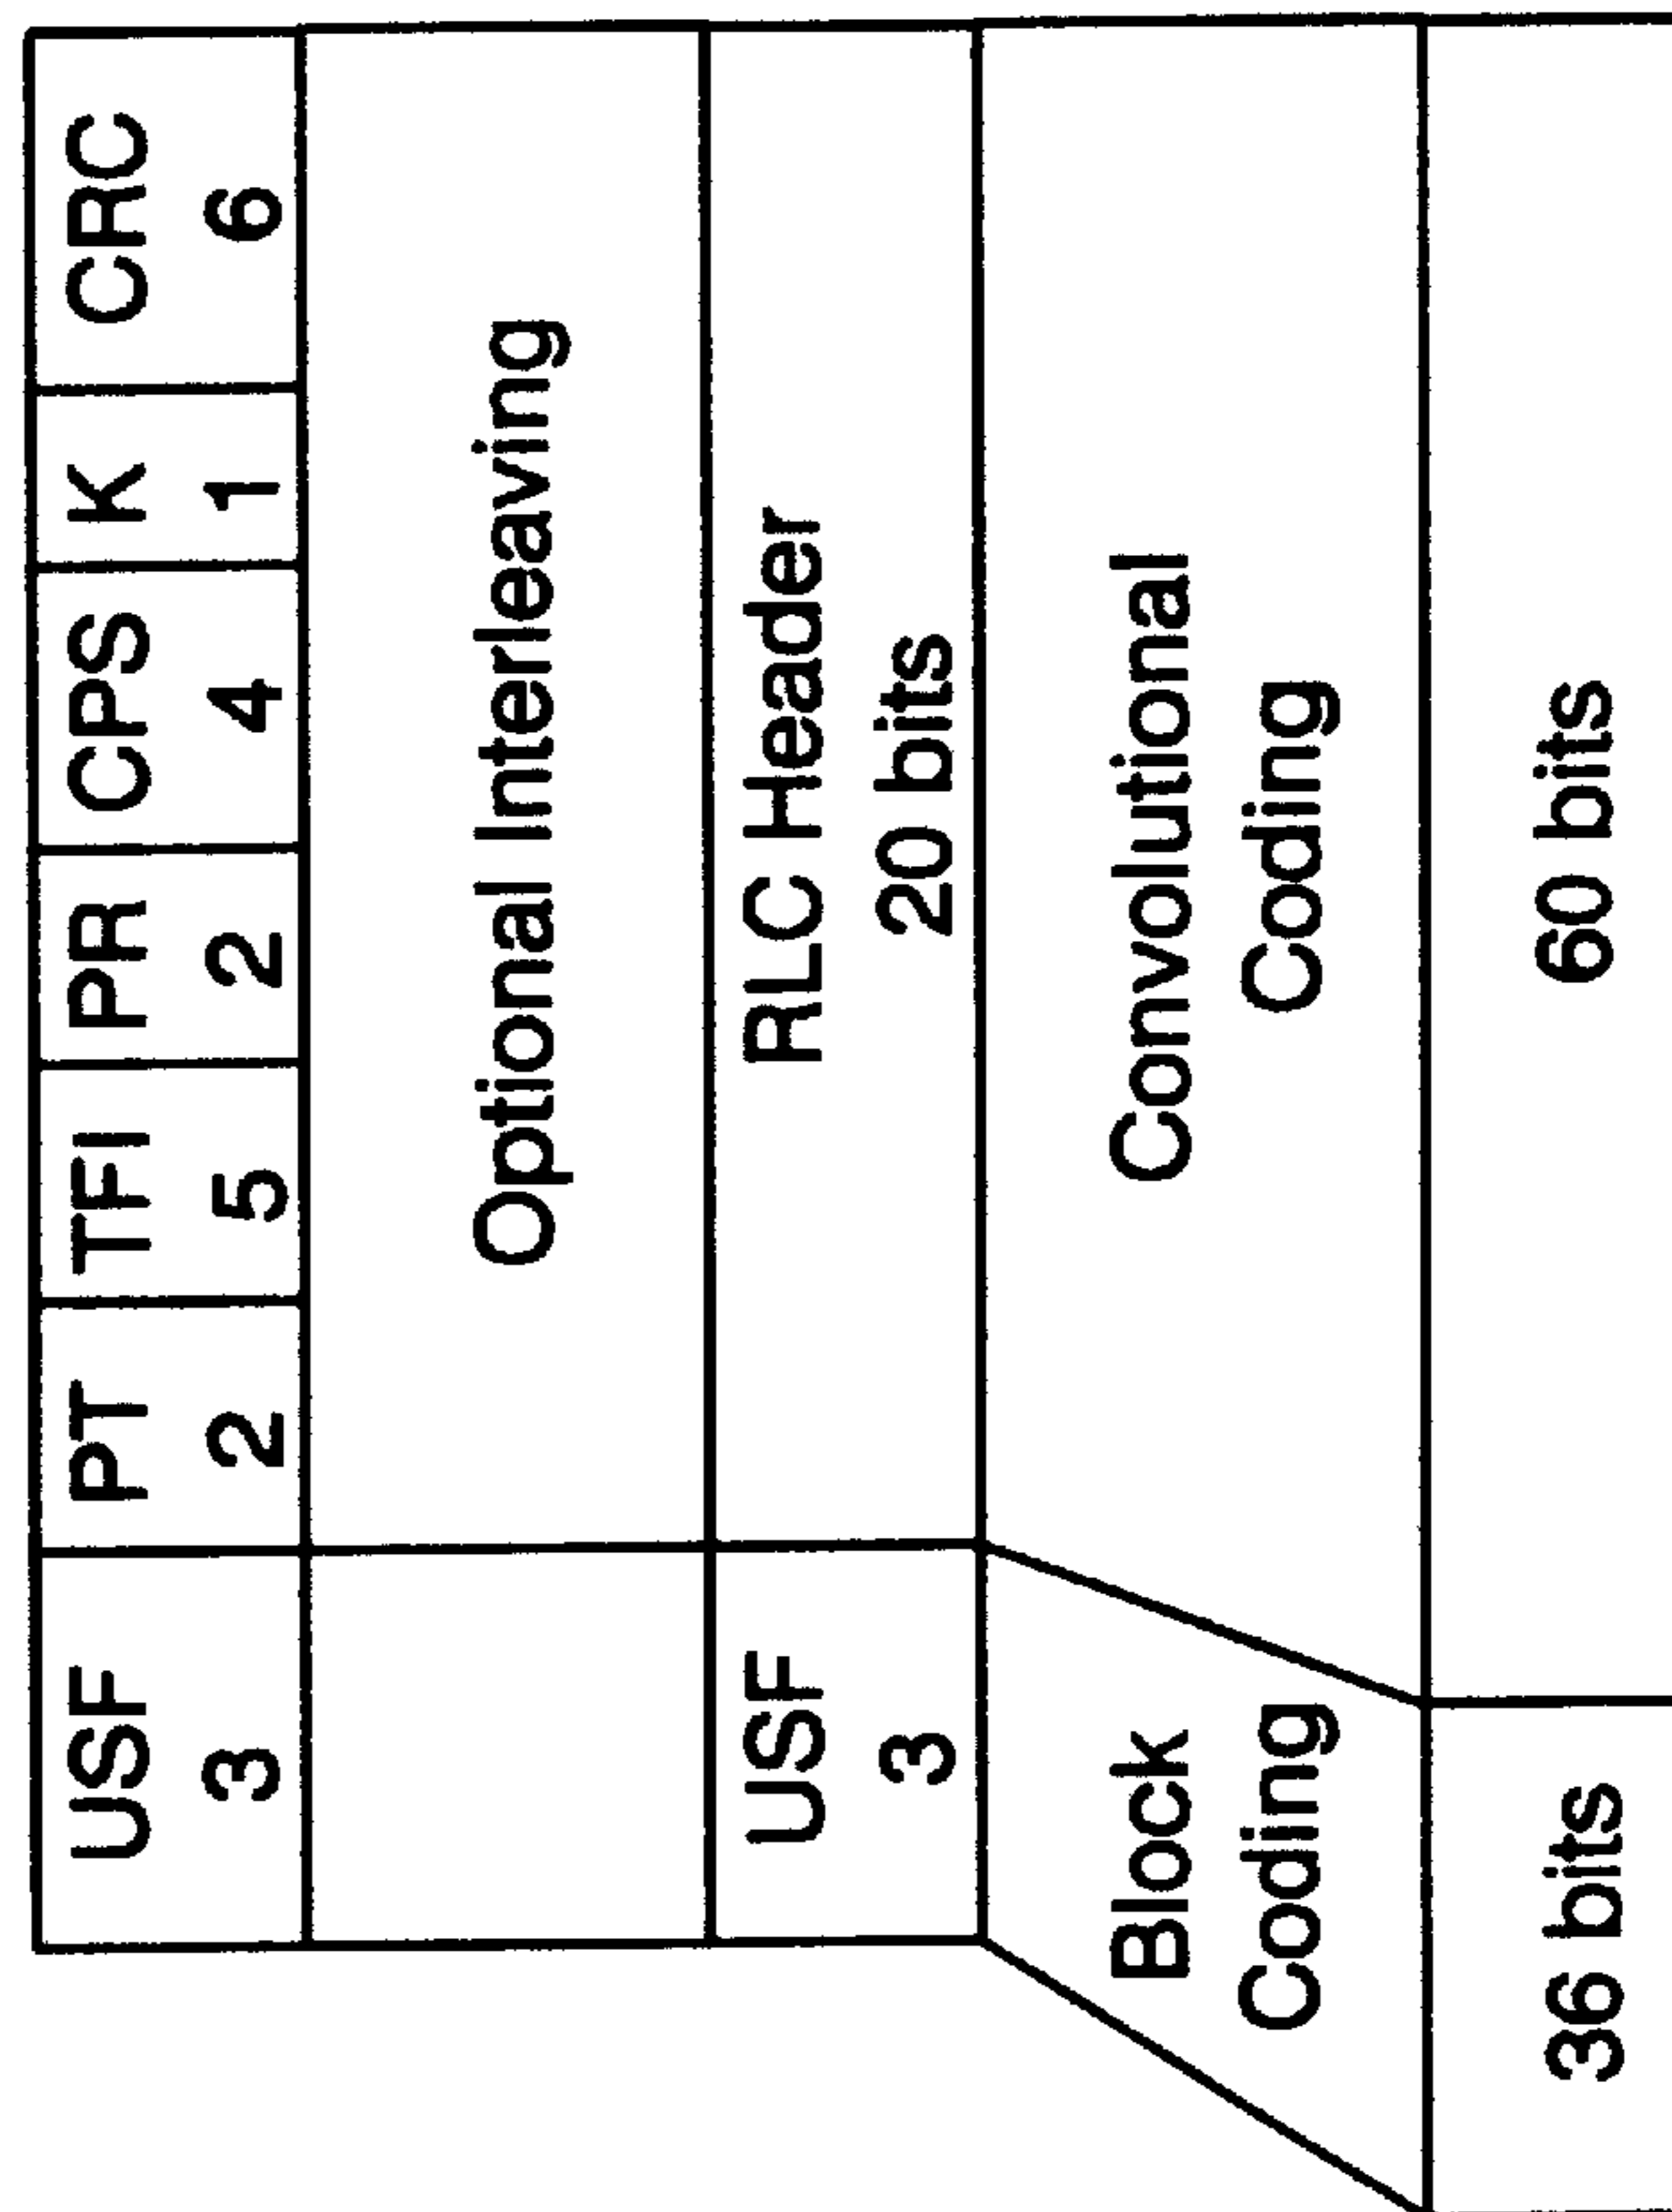 USF PT TFI PR CPS K CRC
3 2 5 2 4 1 6
Optional Interleaving
USF RLC Header
3 20 bits
Block Convolutional
Coding Coding
36 bits 60 bits